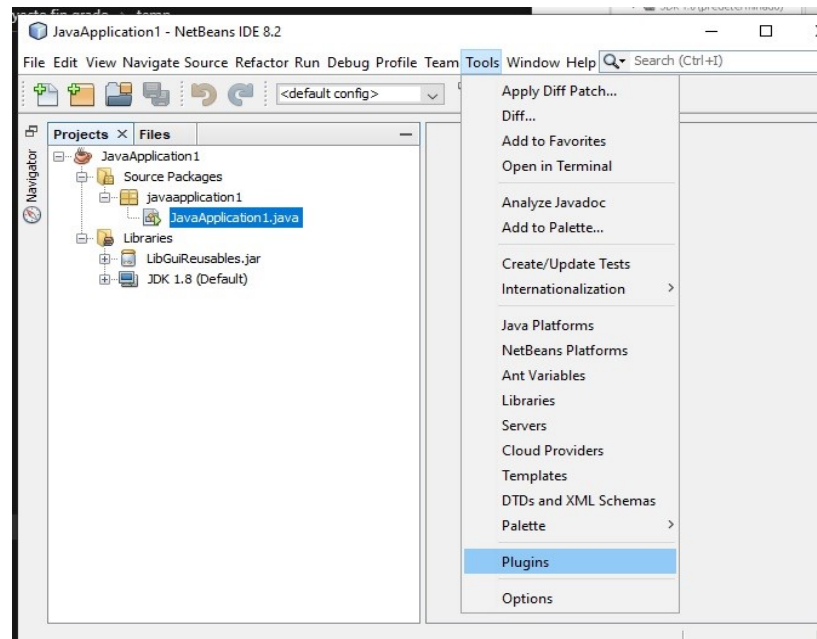 JavaApplication1 - NetBeans IDE 8.2
File Edit View Navigate Source Refactor Run Debug Profile Team Tools Window Help Search (Ctrl+I)
<default config>
Projects Files
Navigator
JavaApplication1
Source Packages
javaapplication1
JavaApplication1.java
Libraries
LibGuiReusables.jar
JDK 1.8 (Default)
Apply Diff Patch...
Diff...
Add to Favorites
Open in Terminal
Analyze Javadoc
Add to Palette...
Create/Update Tests
Internationalization
Java Platforms
NetBeans Platforms
Ant Variables
Libraries
Servers
Cloud Providers
Templates
DTDs and XML Schemas
Palette
Plugins
Options